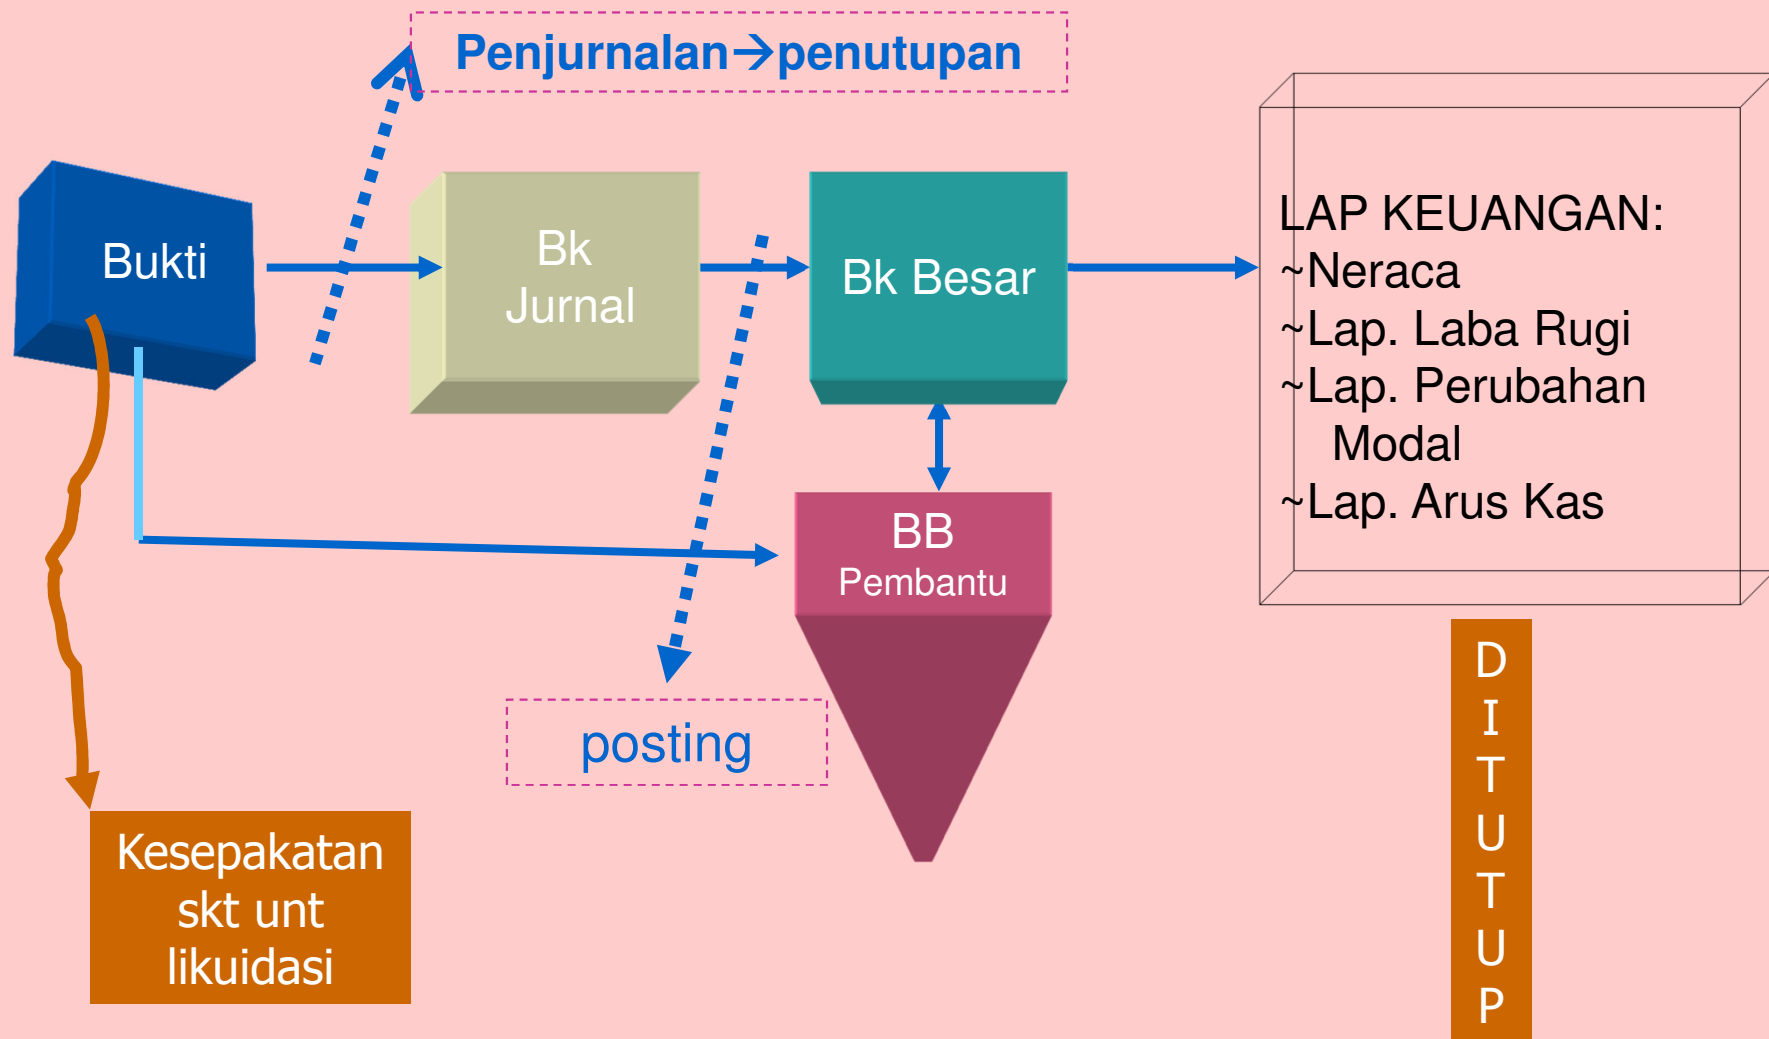 Penjurnalan→penutupan
Bukti
Bk
Jurnal
Bk Besar
LAP KEUANGAN:
~Neraca
~Lap. Laba Rugi
~Lap. Perubahan
Modal
~Lap. Arus Kas
BB
Pembantu
posting
Kesepakatan
skt unt
likuidasi
D
I
T
U
T
U
P